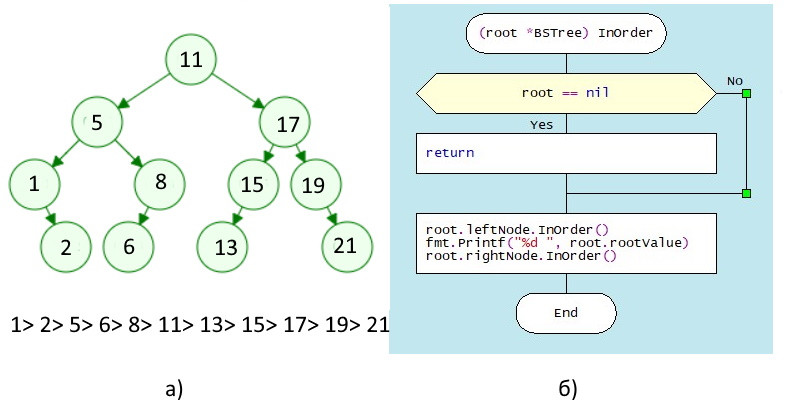 11
5
17
1
8
15
19
2
6
13
21
1> 2> 5> 6> 8> 11> 13> 15> 17> 19> 21
а)
(root *BSTree) InOrder
root == nil
No
Yes
return
root.leftNode.InOrder()
fmt.Printf("%d ", root.rootValue)
root.rightNode.InOrder()
End
б)